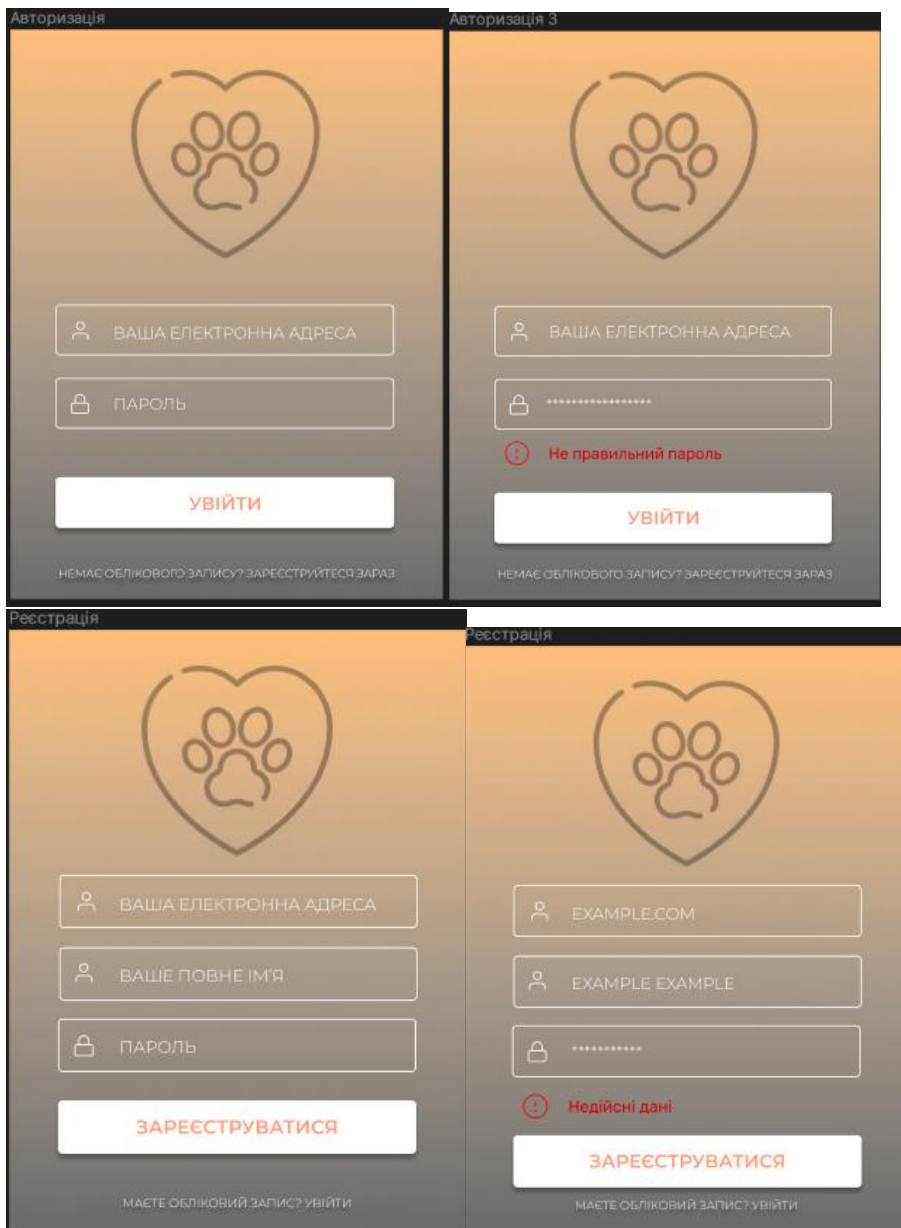 Авторизація
ВАША ЕЛЕКТРОННА АДРЕСА
ПАРОЛЬ
УВІЙТИ
НЕМАЄ ОБЛІКОВОГО ЗАПИСУ? ЗАРЕЄСТРУЙТЕСЯ ЗАРАЗ
Авторизація 3
ВАША ЕЛЕКТРОННА АДРЕСА
*****************
Не правильний пароль
УВІЙТИ
НЕМАЄ ОБЛІКОВОГО ЗАПИСУ? ЗАРЕЄСТРУЙТЕСЯ ЗАРАЗ
Реєстрація
ВАША ЕЛЕКТРОННА АДРЕСА
ВАШЕ ПОВНЕ ІМ'Я
ПАРОЛЬ
ЗАРЕЄСТРУВАТИСЯ
МАЄТЕ ОБЛІКОВИЙ ЗАПИС? УВІЙТИ
Реєстрація
EXAMPLE.COM
EXAMPLE EXAMPLE
***********
Недійсні дані
ЗАРЕЄСТРУВАТИСЯ
МАЄТЕ ОБЛІКОВИЙ ЗАПИС? УВІЙТИ